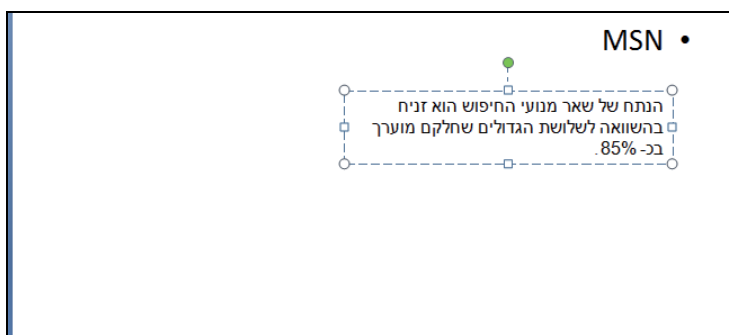 • MSN
הנתח של שאר מנועי החיפוש הוא זניח
בהשוואה לשלושת הגדולים שחלקם מוערך
בכ- 85%.